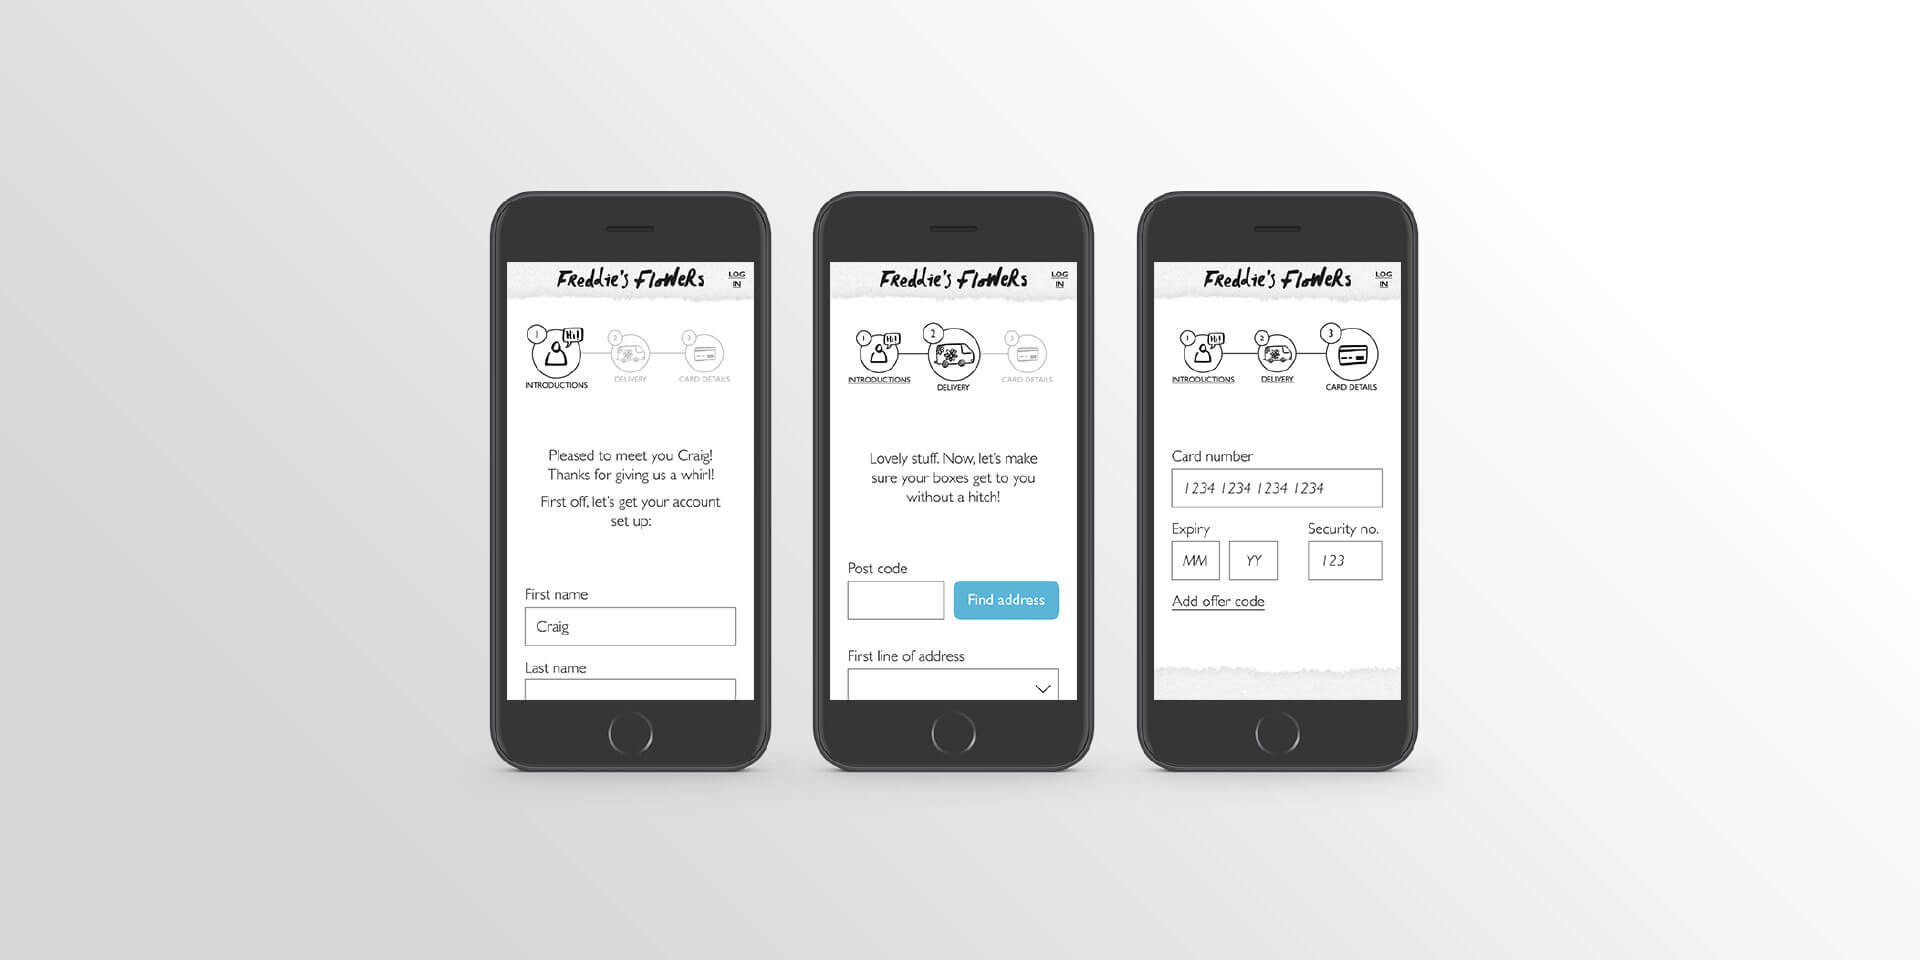 Freddie's Flowers
LOG
IN
1
Hi!
2
3
INTRODUCTIONS
DELIVERY
CARD DETAILS
Pleased to meet you Craig!
Thanks for giving us a whirl!
First off, let's get your account
set up:
First name
Craig
Last name
Freddie's Flowers
LOG
IN
1
Hi!
2
3
INTRODUCTIONS
DELIVERY
CARD DETAILS
Lovely stuff. Now, let's make
sure your boxes get to you
without a hitch!
Post code
Find address
First line of address
Freddie's Flowers
LOG
IN
1
Hi!
2
3
INTRODUCTIONS
DELIVERY
CARD DETAILS
Card number
1234 1234 1234 1234
Expiry
Security no.
MM
YY
123
Add offer code